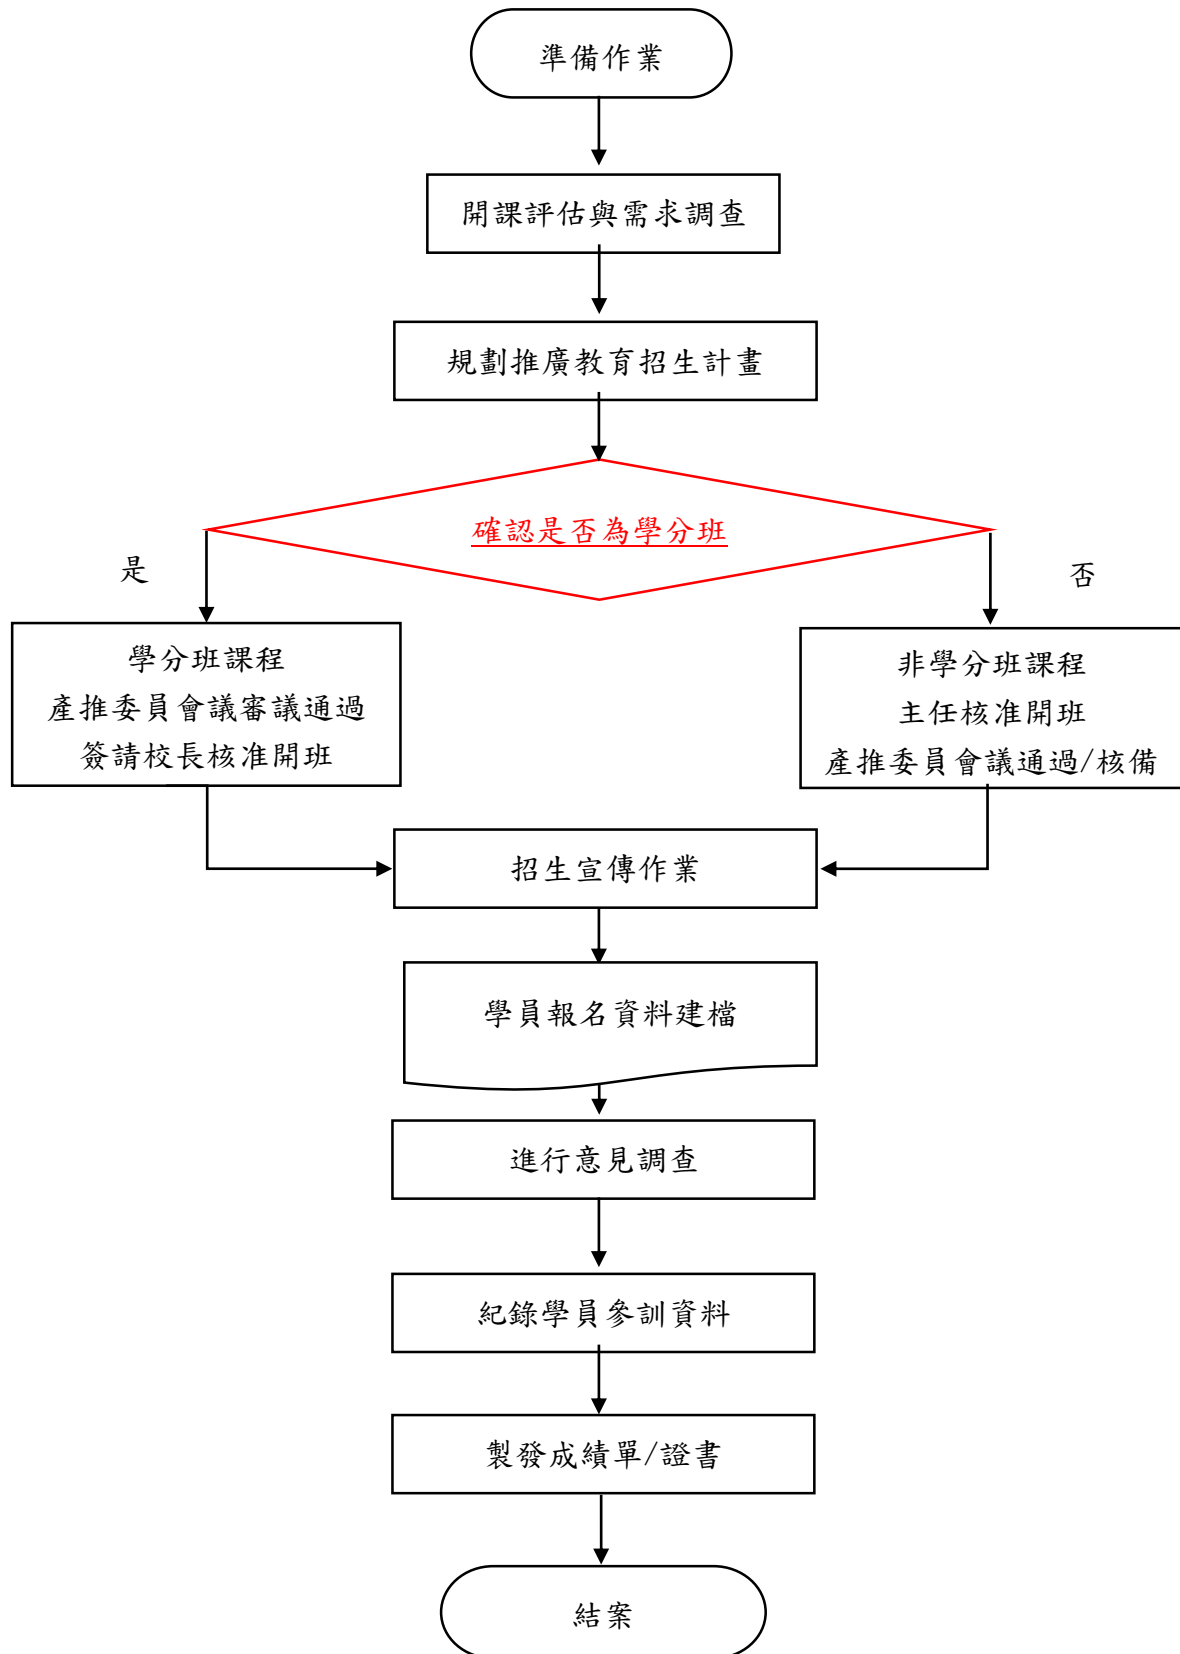 準備作業
開課評估與需求調查
規劃推廣教育招生計畫
確認是否為學分班
是
否
學分班課程
產推委員會議審議通過
簽請校長核准開班
非學分班課程
主任核准開班
產推委員會議通過/核備
招生宣傳作業
學員報名資料建檔
進行意見調查
紀錄學員參訓資料
製發成績單/證書
結案